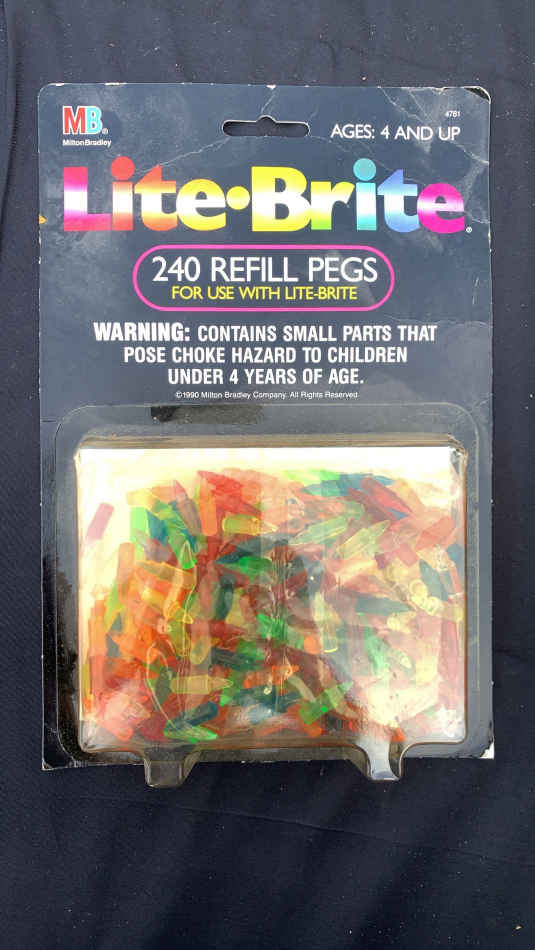 MB®
Milton Bradley
4781
AGES: 4 AND UP
Lite•Brite®
240 REFILL PEGS
FOR USE WITH LITE-BRITE
WARNING: CONTAINS SMALL PARTS THAT
POSE CHOKE HAZARD TO CHILDREN
UNDER 4 YEARS OF AGE.
©1990 Milton Bradley Company. All Rights Reserved.